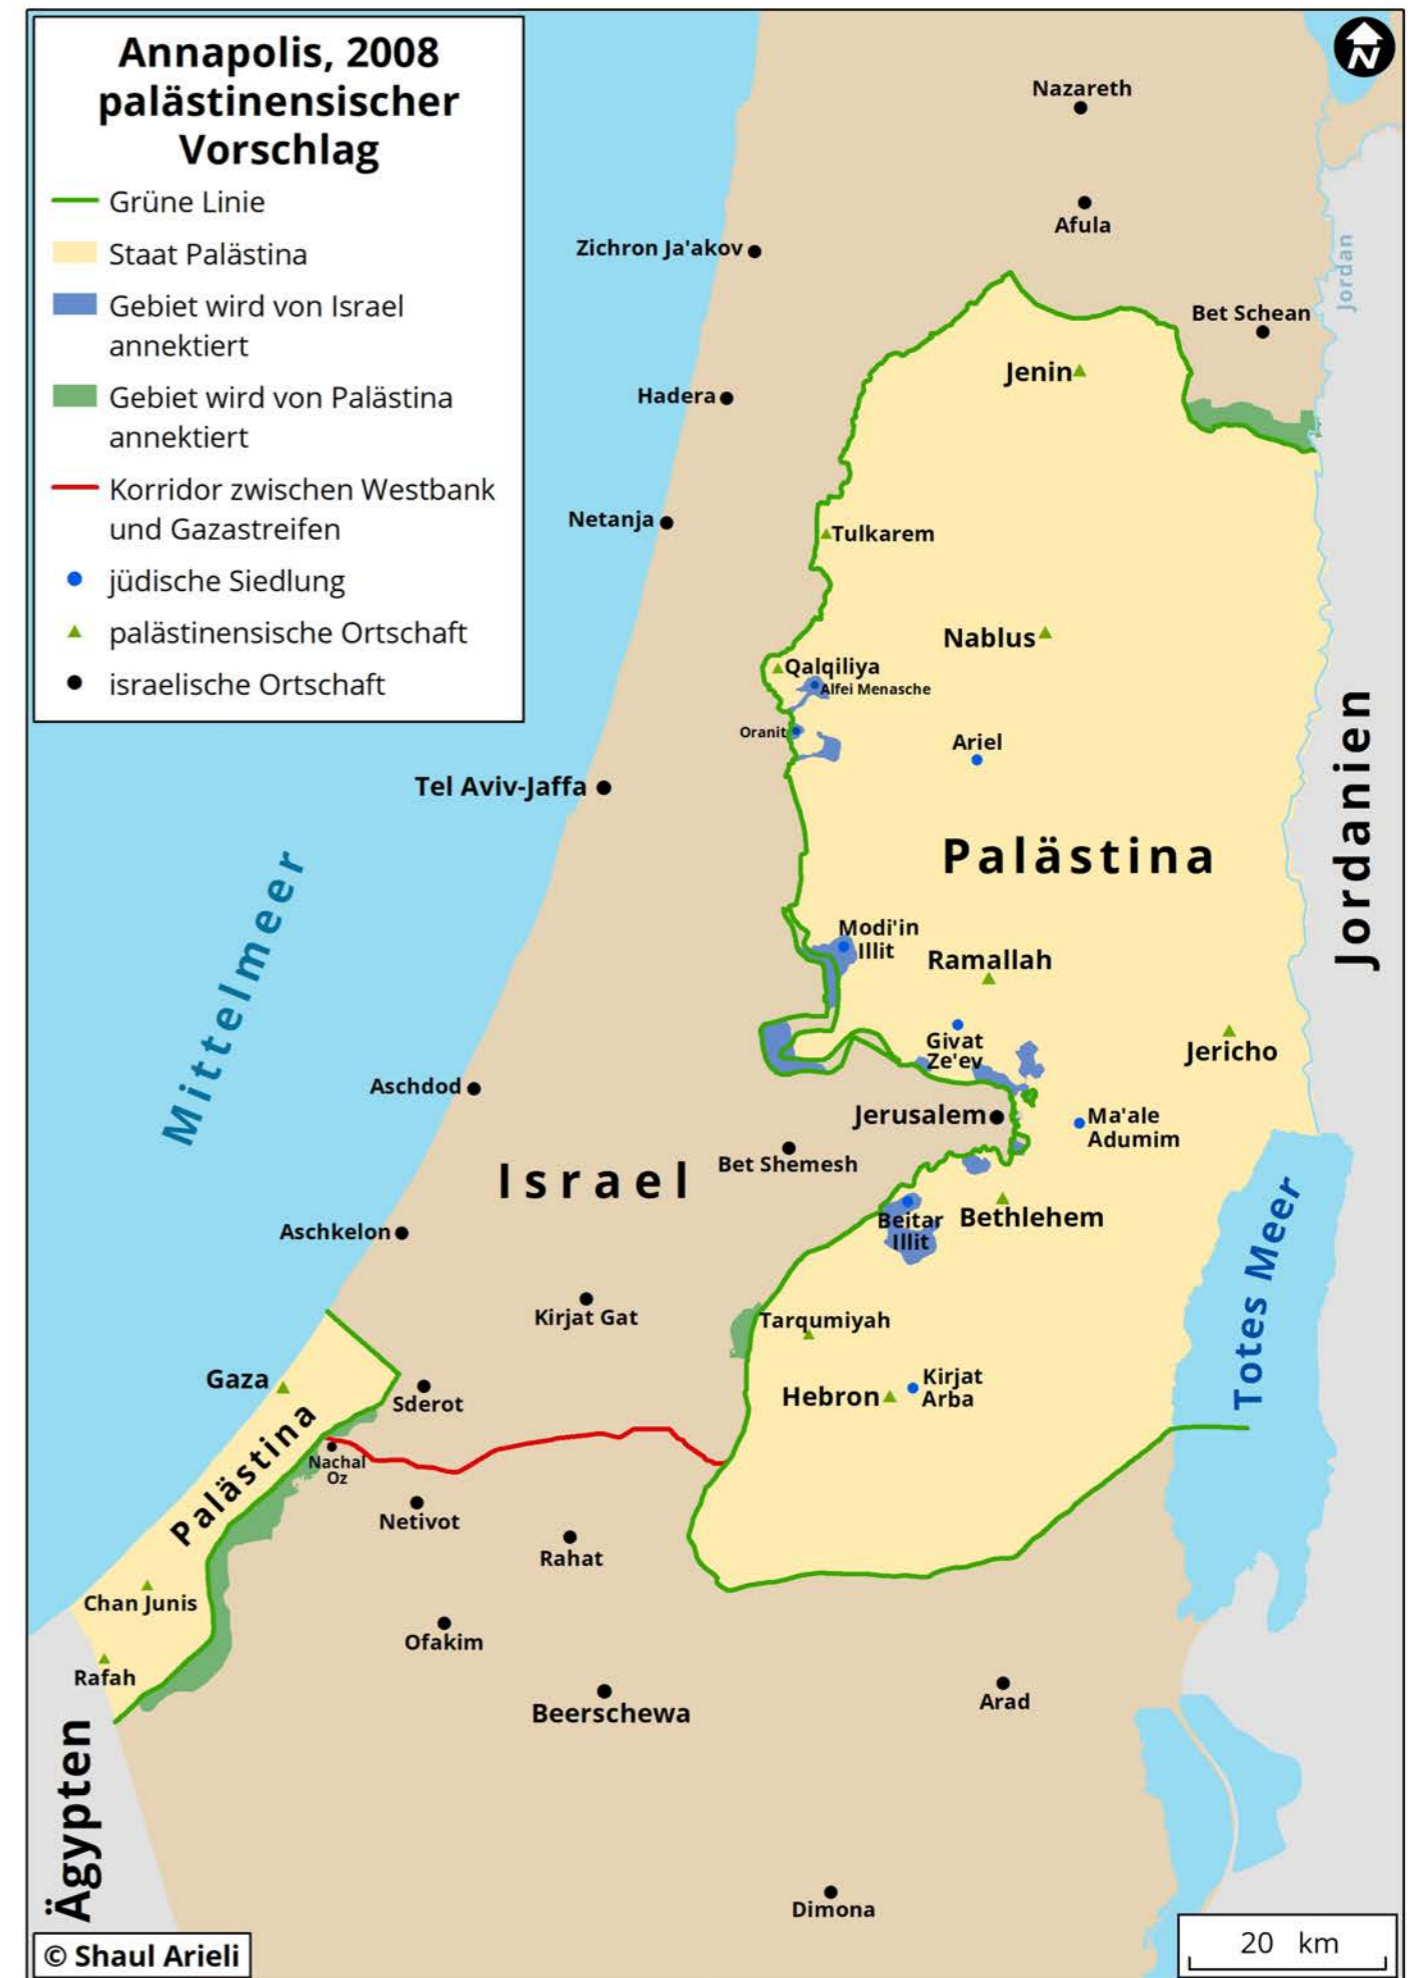 Annapolis, 2008
palästinensischer
Vorschlag
Grüne Linie
Staat Palästina
Gebiet wird von Israel
annektiert
Gebiet wird von Palästina
annektiert
Korridor zwischen Westbank
und Gazastreifen
jüdische Siedlung
palästinensische Ortschaft
israelische Ortschaft
N
Nazareth
Afula
Zichron Ja'akov
Jordan
Bet Schean
Jenin
Hadera
Netanja
Tulkarem
Nablus
Qalqiliya
Alfei Menasche
Oranit
Ariel
Tel Aviv-Jaffa
Jordanien
Palästina
Mittelmeer
Modi'in
Illit
Ramallah
Givat
Ze'ev
Jericho
Aschdod
Jerusalem
Ma'ale
Adumim
Bet Shemesh
Israel
Beitar
Illit
Bethlehem
Aschkelon
Totes Meer
Kirjat Gat
Tarqumiyah
Gaza
Sderot
Hebron
Kirjat
Arba
Palästina
Nachal
Oz
Netivot
Rahat
Chan Junis
Ofakim
Rafah
Beerschewa
Arad
Ägypten
Dimona
© Shaul Arieli
20 km